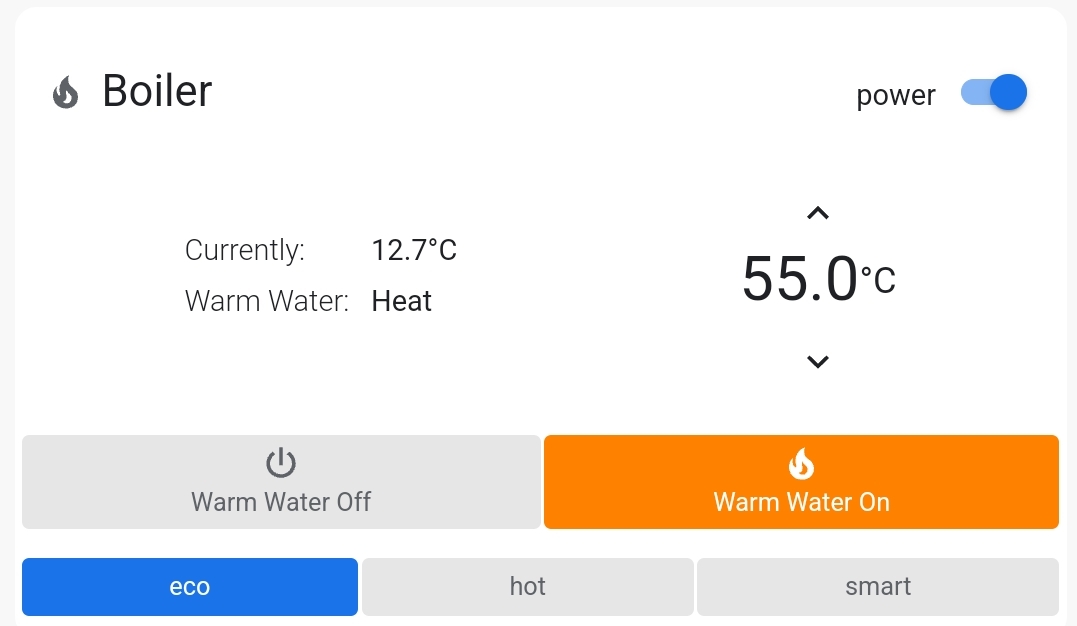 Boiler
power
Currently: 12.7°C
Warm Water: Heat
55.0°C
Warm Water Off
Warm Water On
eco
hot
smart